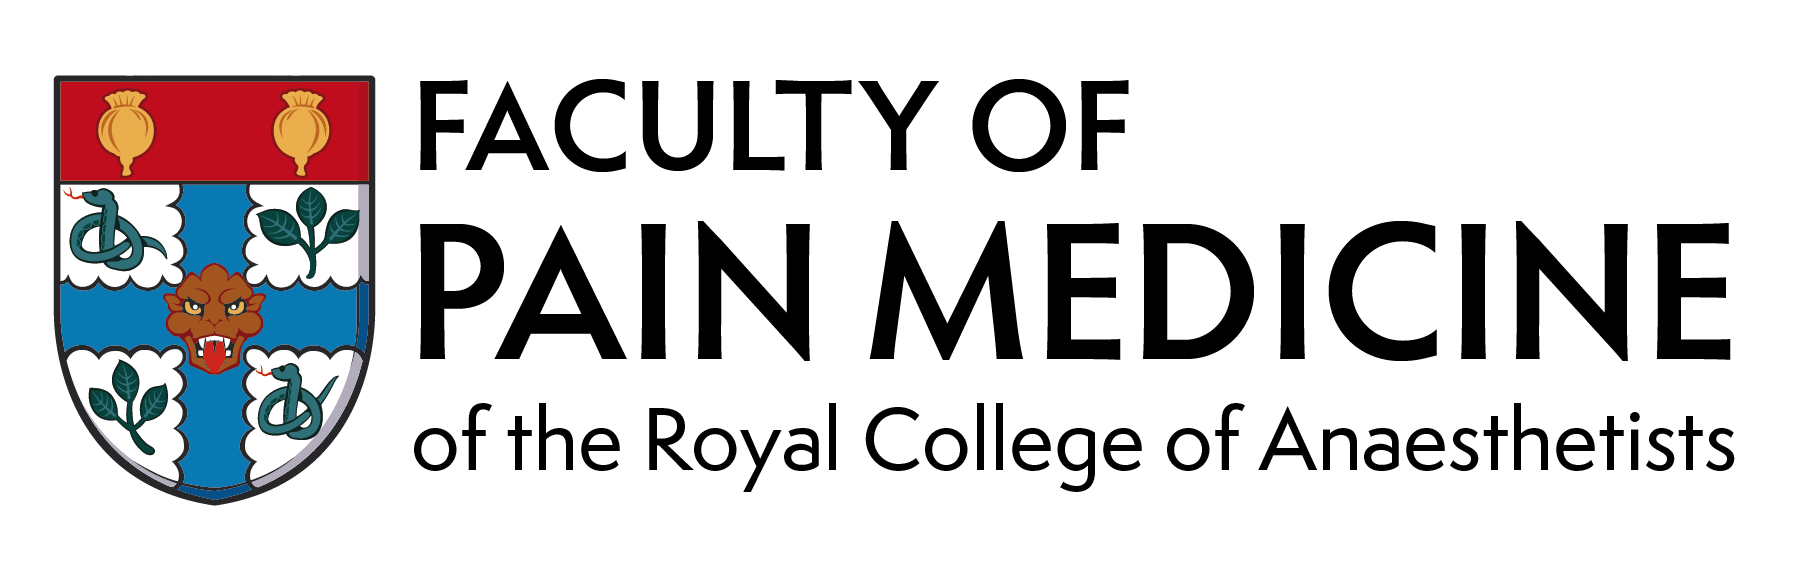 FACULTY OF
PAIN MEDICINE
of the Royal College of Anaesthetists